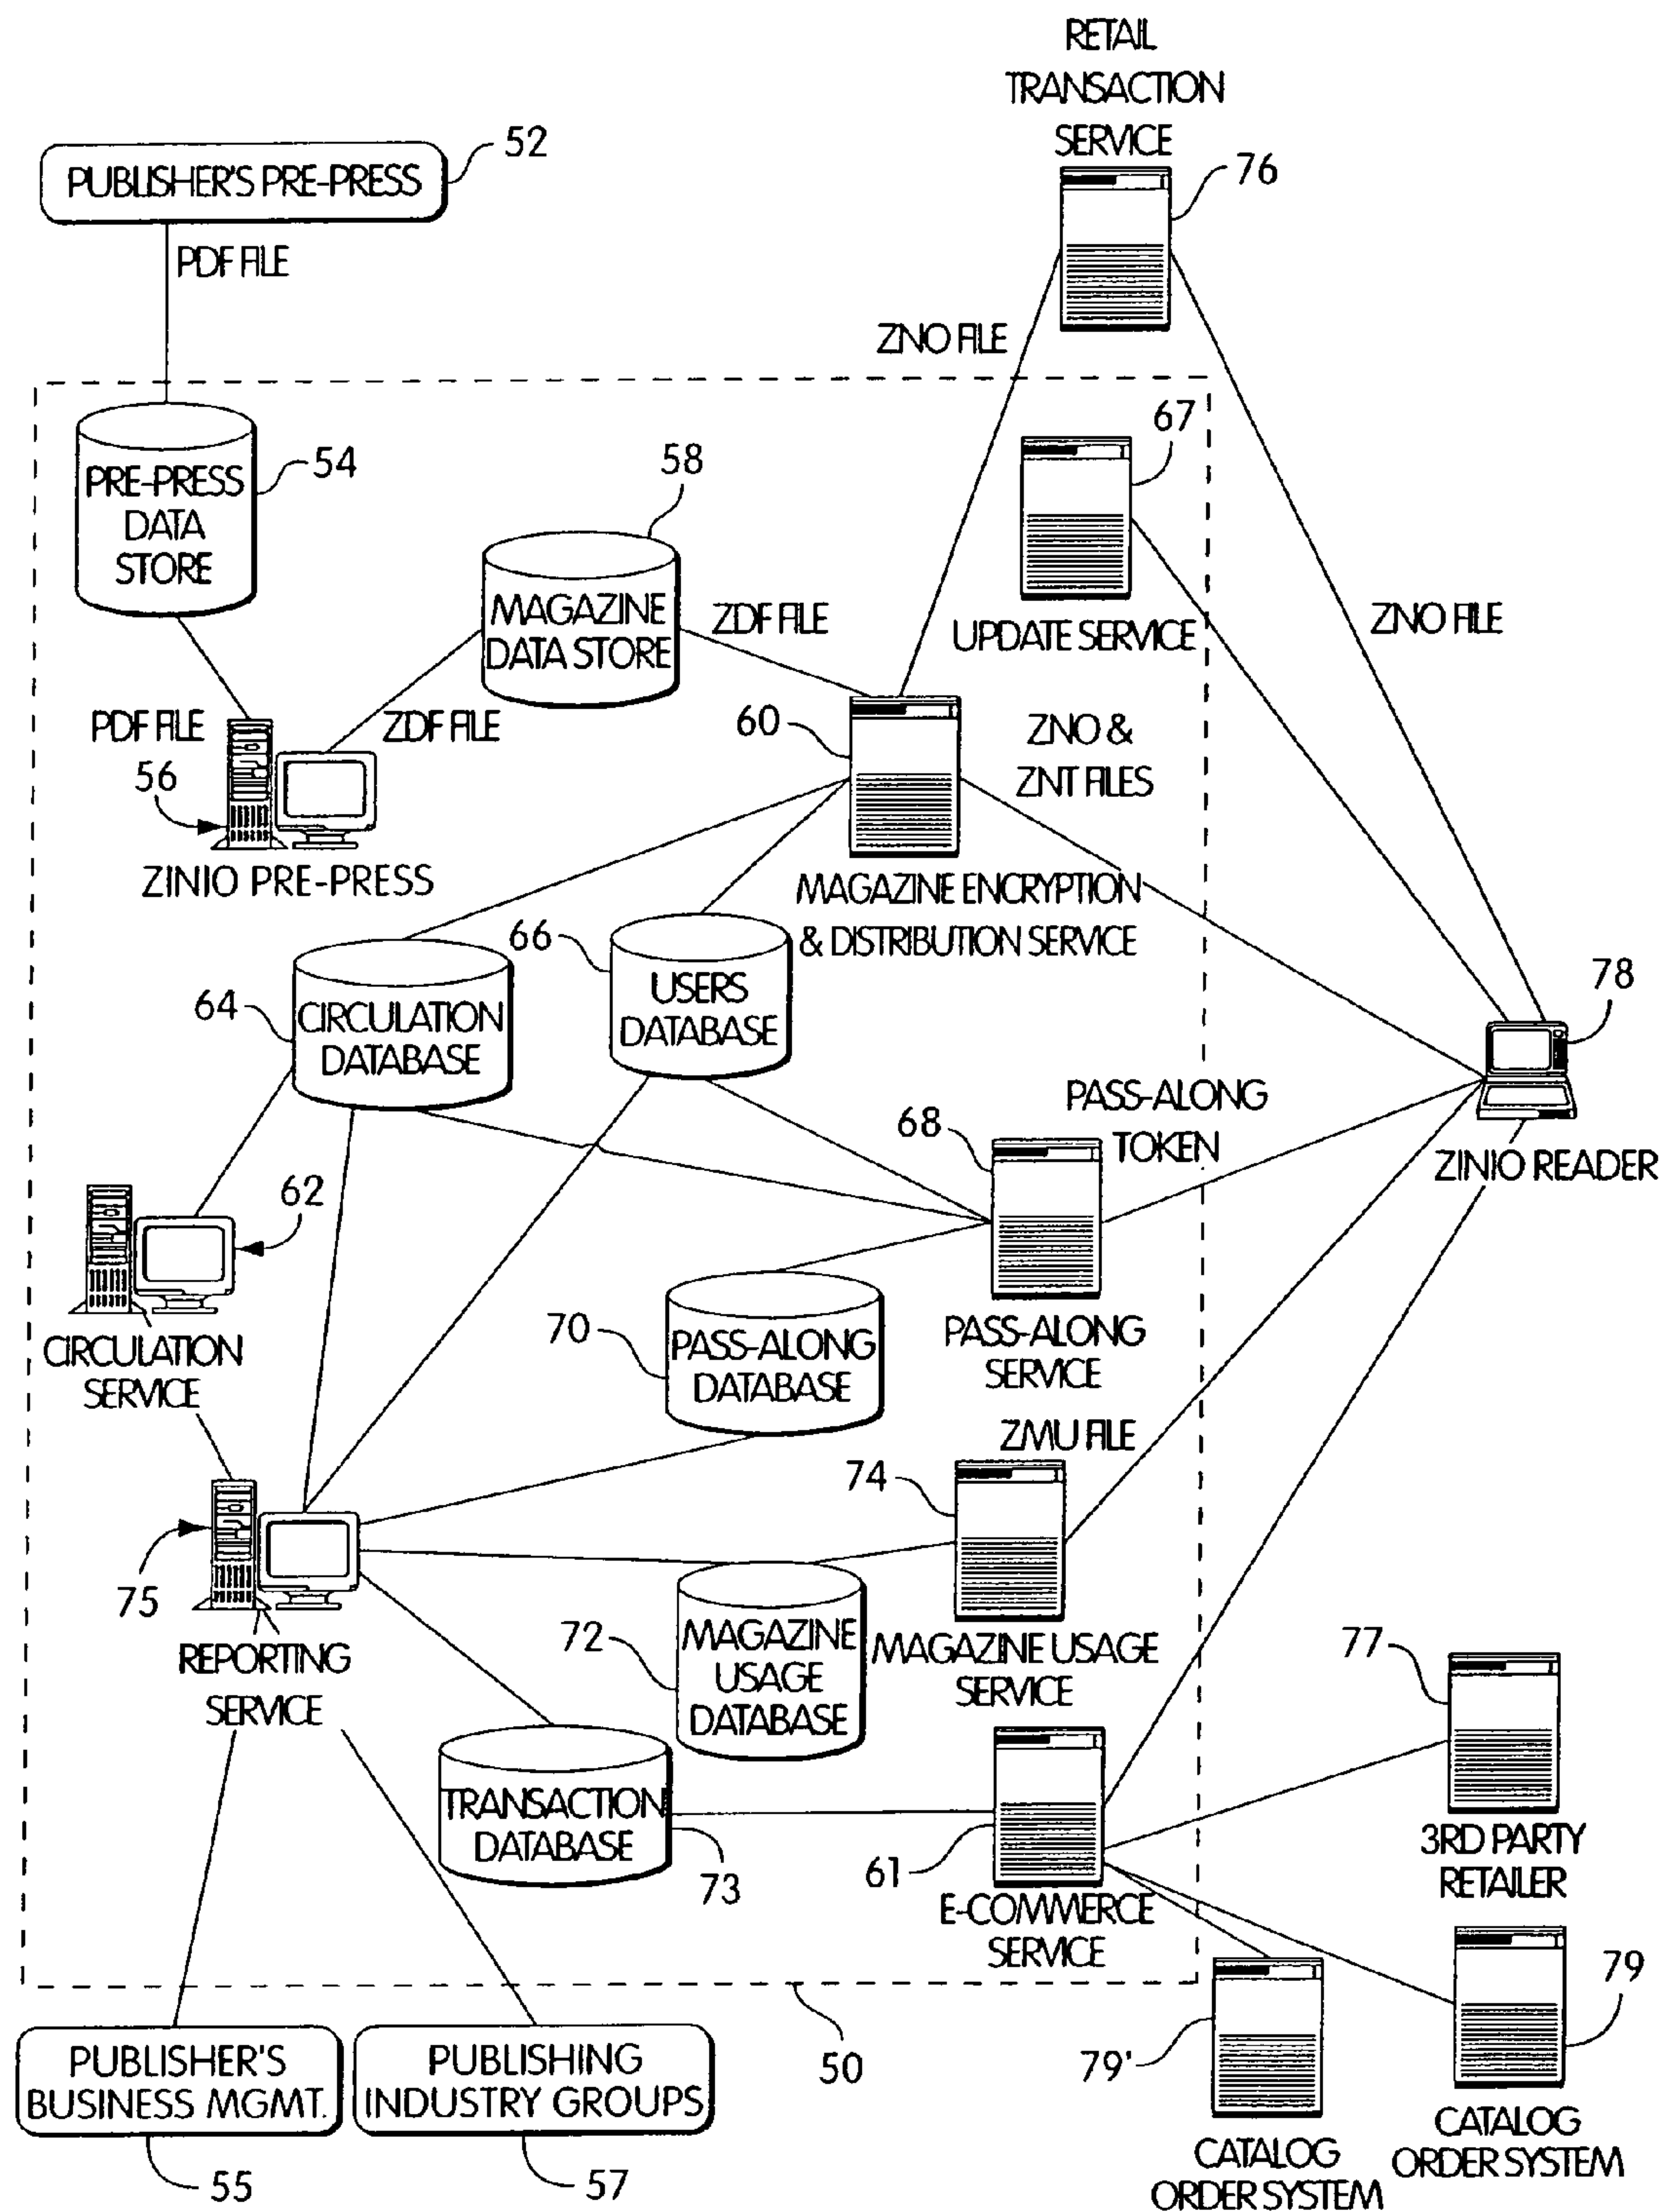 RETAIL
TRANSACTION
SERVICE
76
52
PUBLISHER'S PRE-PRESS
PDF FILE
ZNO FILE
67
54
58
PRE-PRESS
DATA
STORE
MAGAZINE
DATA STORE
ZDF FILE
UPDATE SERVICE
ZNO FILE
PDF FILE
ZDF FILE
60
ZNO &
ZNT FILES
56
ZINIO PRE-PRESS
MAGAZINE ENCRYPTION
& DISTRIBUTION SERVICE
66
USERS
DATABASE
78
64
CIRCULATION
DATABASE
PASS-ALONG
TOKEN
68
ZINIO READER
62
CIRCULATION
SERVICE
70
PASS-ALONG
DATABASE
PASS-ALONG
SERVICE
ZMU FILE
74
75
REPORTING
SERVICE
72
MAGAZINE
USAGE
DATABASE
MAGAZINE USAGE
SERVICE
77
TRANSACTION
DATABASE
73
61
E-COMMERCE
SERVICE
3RD PARTY
RETAILER
79
50
79'
PUBLISHER'S
BUSINESS MGMT.
PUBLISHING
INDUSTRY GROUPS
55
57
CATALOG
ORDER SYSTEM
CATALOG
ORDER SYSTEM